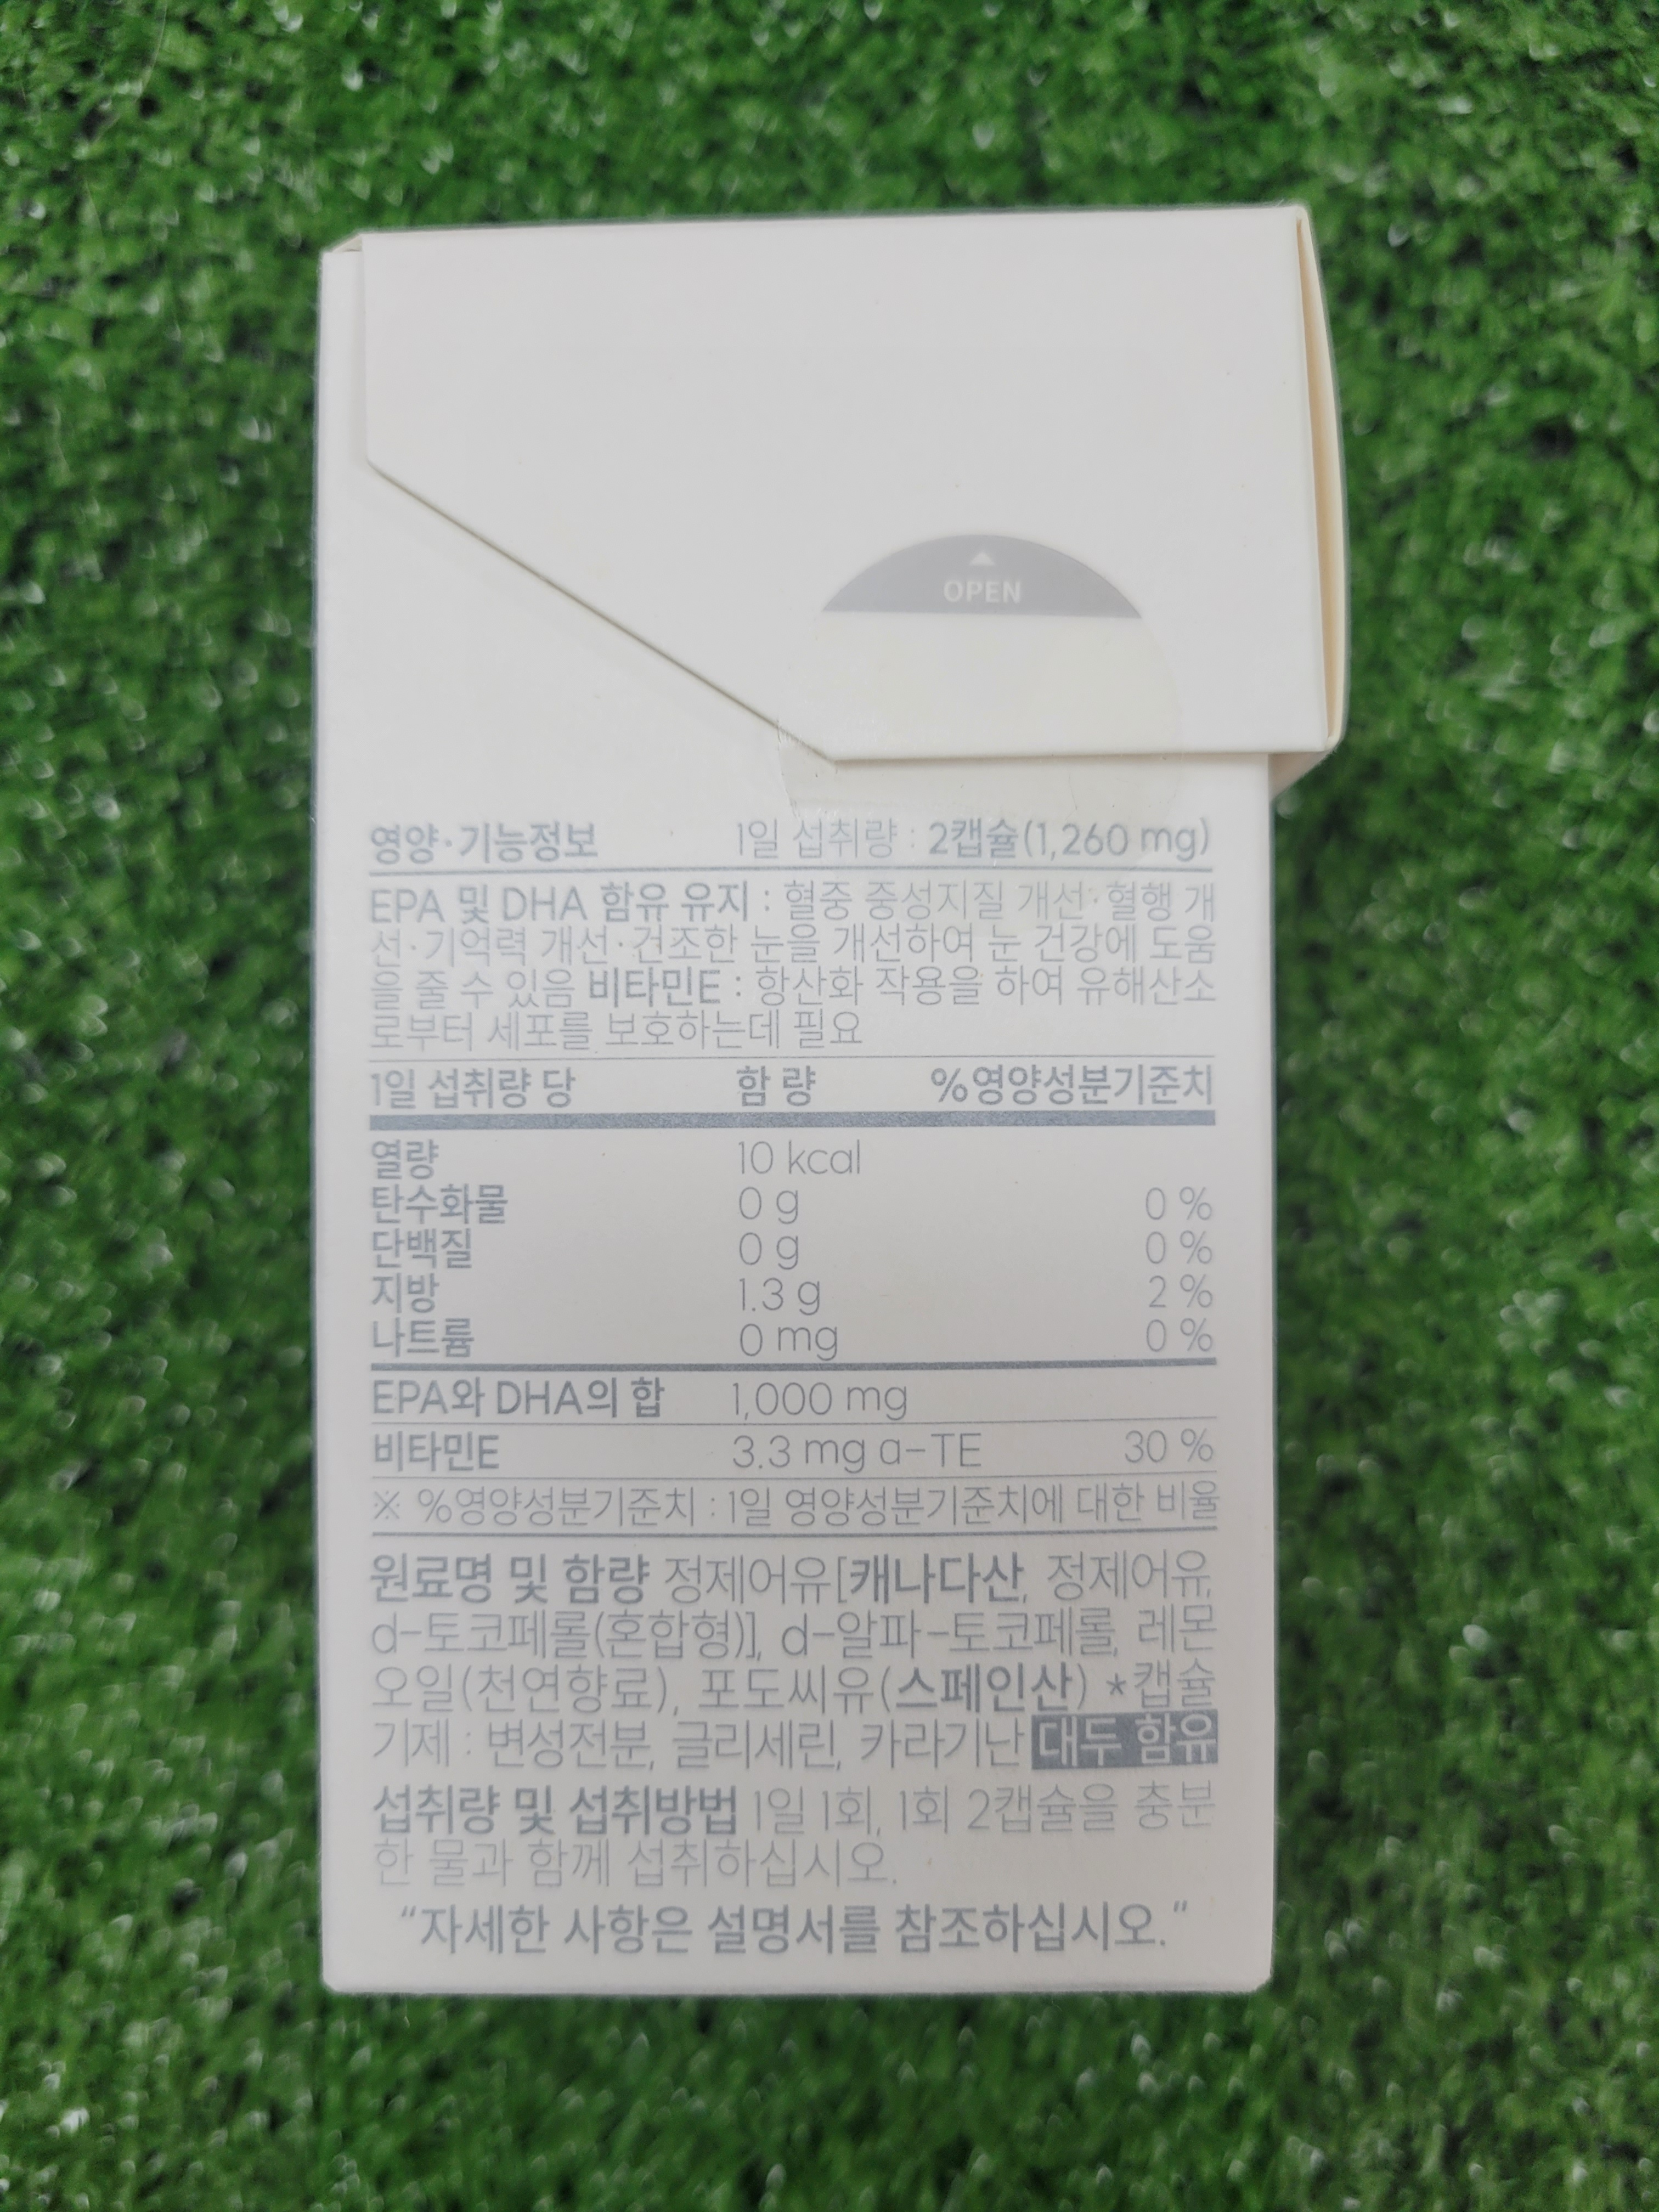 ▲
OPEN
영양·기능정보 1일 섭취량 : 2캡슐(1,260 mg)
EPA 및 DHA 함유 유지 : 혈중 중성지질 개선·혈행 개
선·기억력 개선·건조한 눈을 개선하여 눈 건강에 도움
을 줄 수 있음 비타민E : 항산화 작용을 하여 유해산소
로부터 세포를 보호하는데 필요
1일 섭취량 당 함 량 %영양성분기준치
열량 10 kcal
탄수화물 0 g 0 %
단백질 0 g 0 %
지방 1.3 g 2 %
나트륨 0 mg 0 %
EPA와 DHA의 합 1,000 mg
비타민E 3.3 mg α-TE 30 %
※ %영양성분기준치 : 1일 영양성분기준치에 대한 비율
원료명 및 함량 정제어유[캐나다산, 정제어유,
d-토코페롤(혼합형)], d-알파-토코페롤, 레몬
오일(천연향료), 포도씨유(스페인산) *캡슐
기제 : 변성전분, 글리세린, 카라기난 대두 함유
섭취량 및 섭취방법 1일 1회, 1회 2캡슐을 충분
한 물과 함께 섭취하십시오.
“자세한 사항은 설명서를 참조하십시오.”